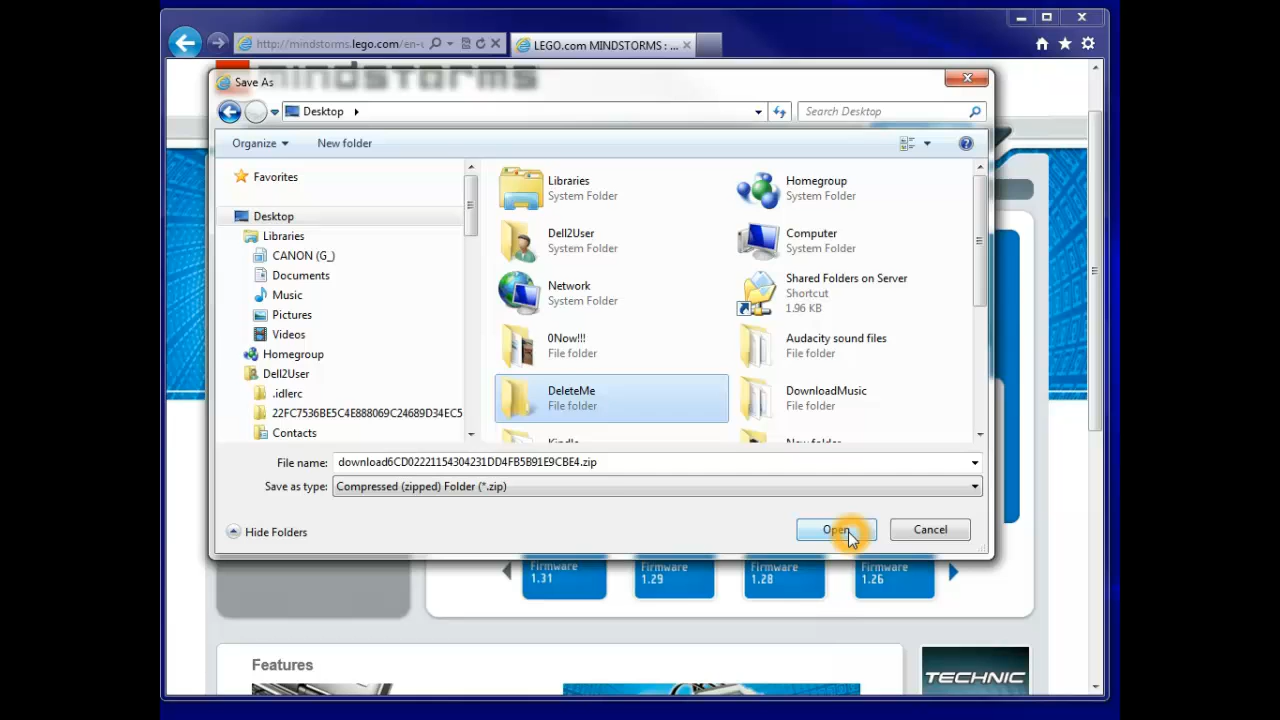 http://mindstorms.lego.com/en-u
LEGO.com MINDSTORMS : ...
mindstorms
Save As
Desktop
Search Desktop
Organize
New folder
Favorites
Desktop
Libraries
CANON (G_)
Documents
Music
Pictures
Videos
Homegroup
Dell2User
.idlerc
22FC7536BE5C4E888069C24689D34EC5
Contacts
Libraries
System Folder
Homegroup
System Folder
Dell2User
System Folder
Computer
System Folder
Network
System Folder
Shared Folders on Server
Shortcut
1.96 KB
0Now!!!
File folder
Audacity sound files
File folder
DeleteMe
File folder
DownloadMusic
File folder
Kindle
New folder
File name:
download6CD02221154304231DD4FB5B91E9CBE4.zip
Save as type:
Compressed (zipped) Folder (*.zip)
Hide Folders
Open
Cancel
Firmware
1.31
Firmware
1.29
Firmware
1.28
Firmware
1.26
Features
TECHNIC